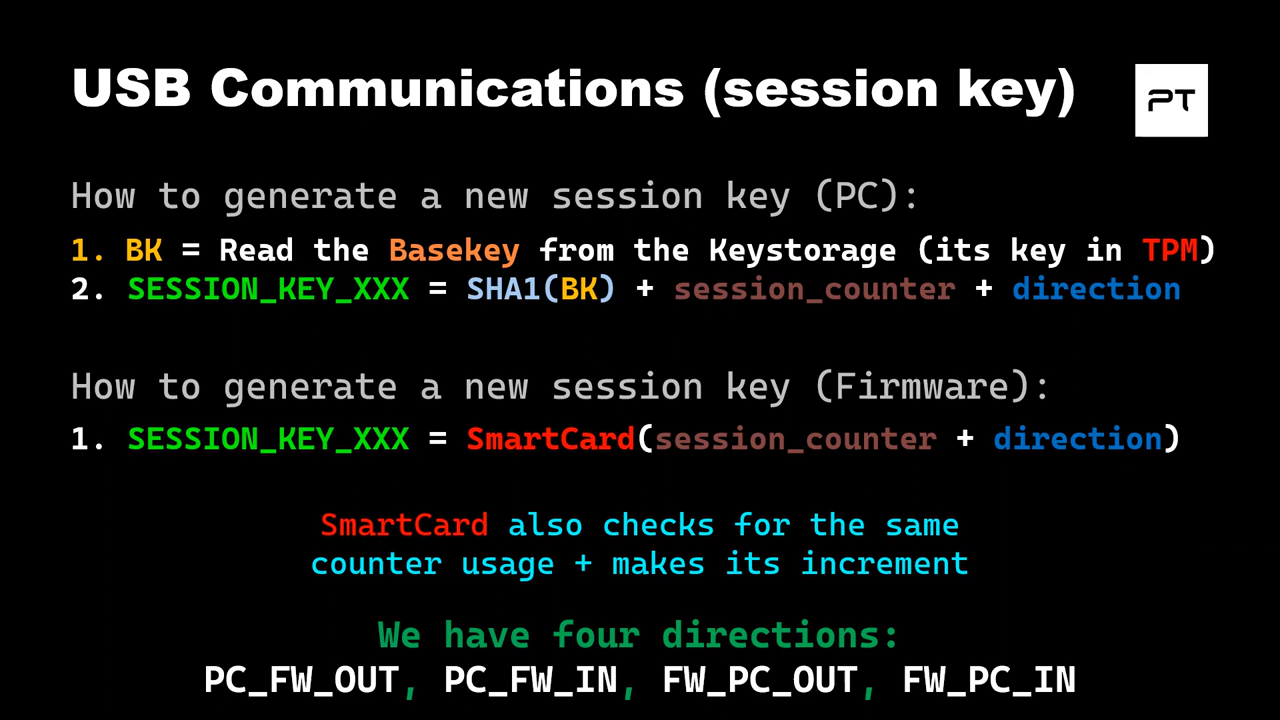 USB Communications (session key)
PT
How to generate a new session key (PC):
1. BK = Read the Basekey from the Keystorage (its key in TPM)
2. SESSION_KEY_XXX = SHA1(BK) + session_counter + direction
How to generate a new session key (Firmware):
1. SESSION_KEY_XXX = SmartCard(session_counter + direction)
SmartCard also checks for the same
counter usage + makes its increment
We have four directions:
PC_FW_OUT, PC_FW_IN, FW_PC_OUT, FW_PC_IN